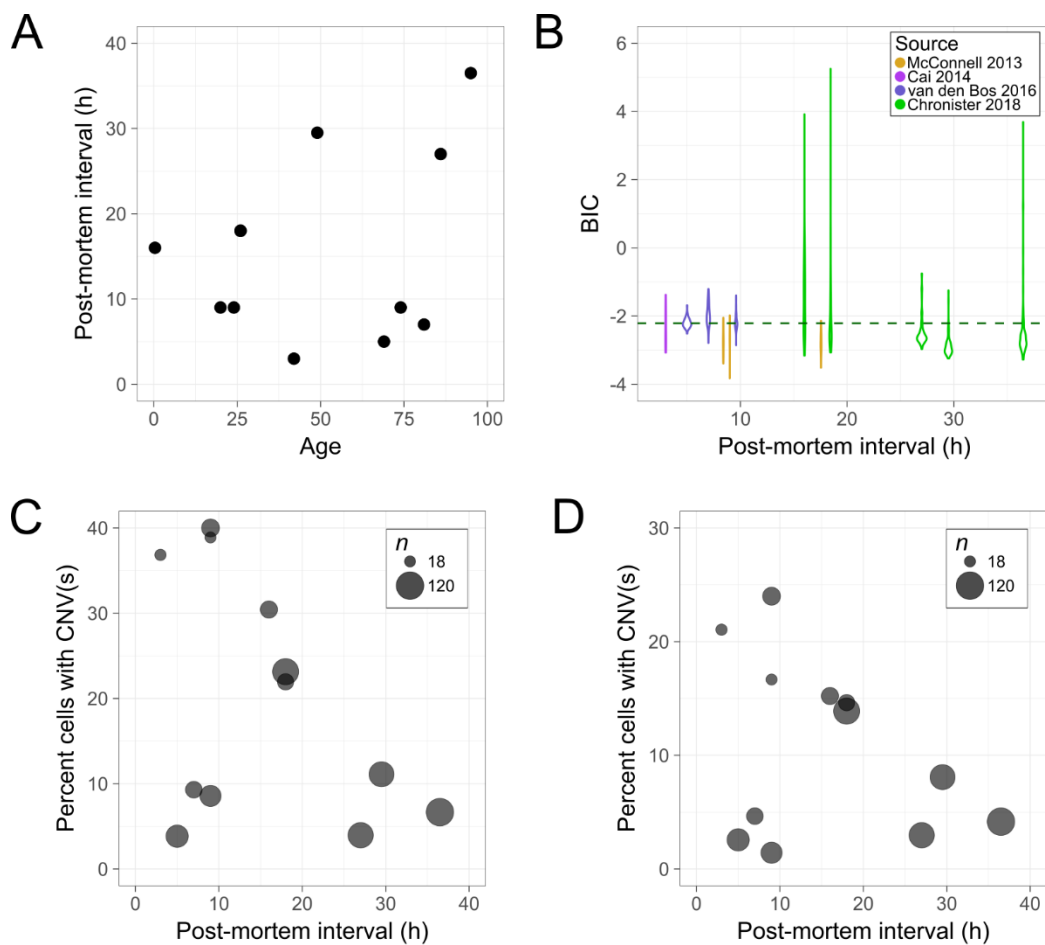 A
Post-mortem interval (h)
40
30
20
10
0
0 25 50 75 100
Age
B
BIC
6
4
2
0
-2
-4
10 20 30
Post-mortem interval (h)
Source
McConnell 2013
Cai 2014
van den Bos 2016
Chronister 2018
C
Percent cells with CNV(s)
40
30
20
10
0
0 10 20 30 40
Post-mortem interval (h)
n
18
120
D
Percent cells with CNV(s)
30
20
10
0
0 10 20 30 40
Post-mortem interval (h)
n
18
120